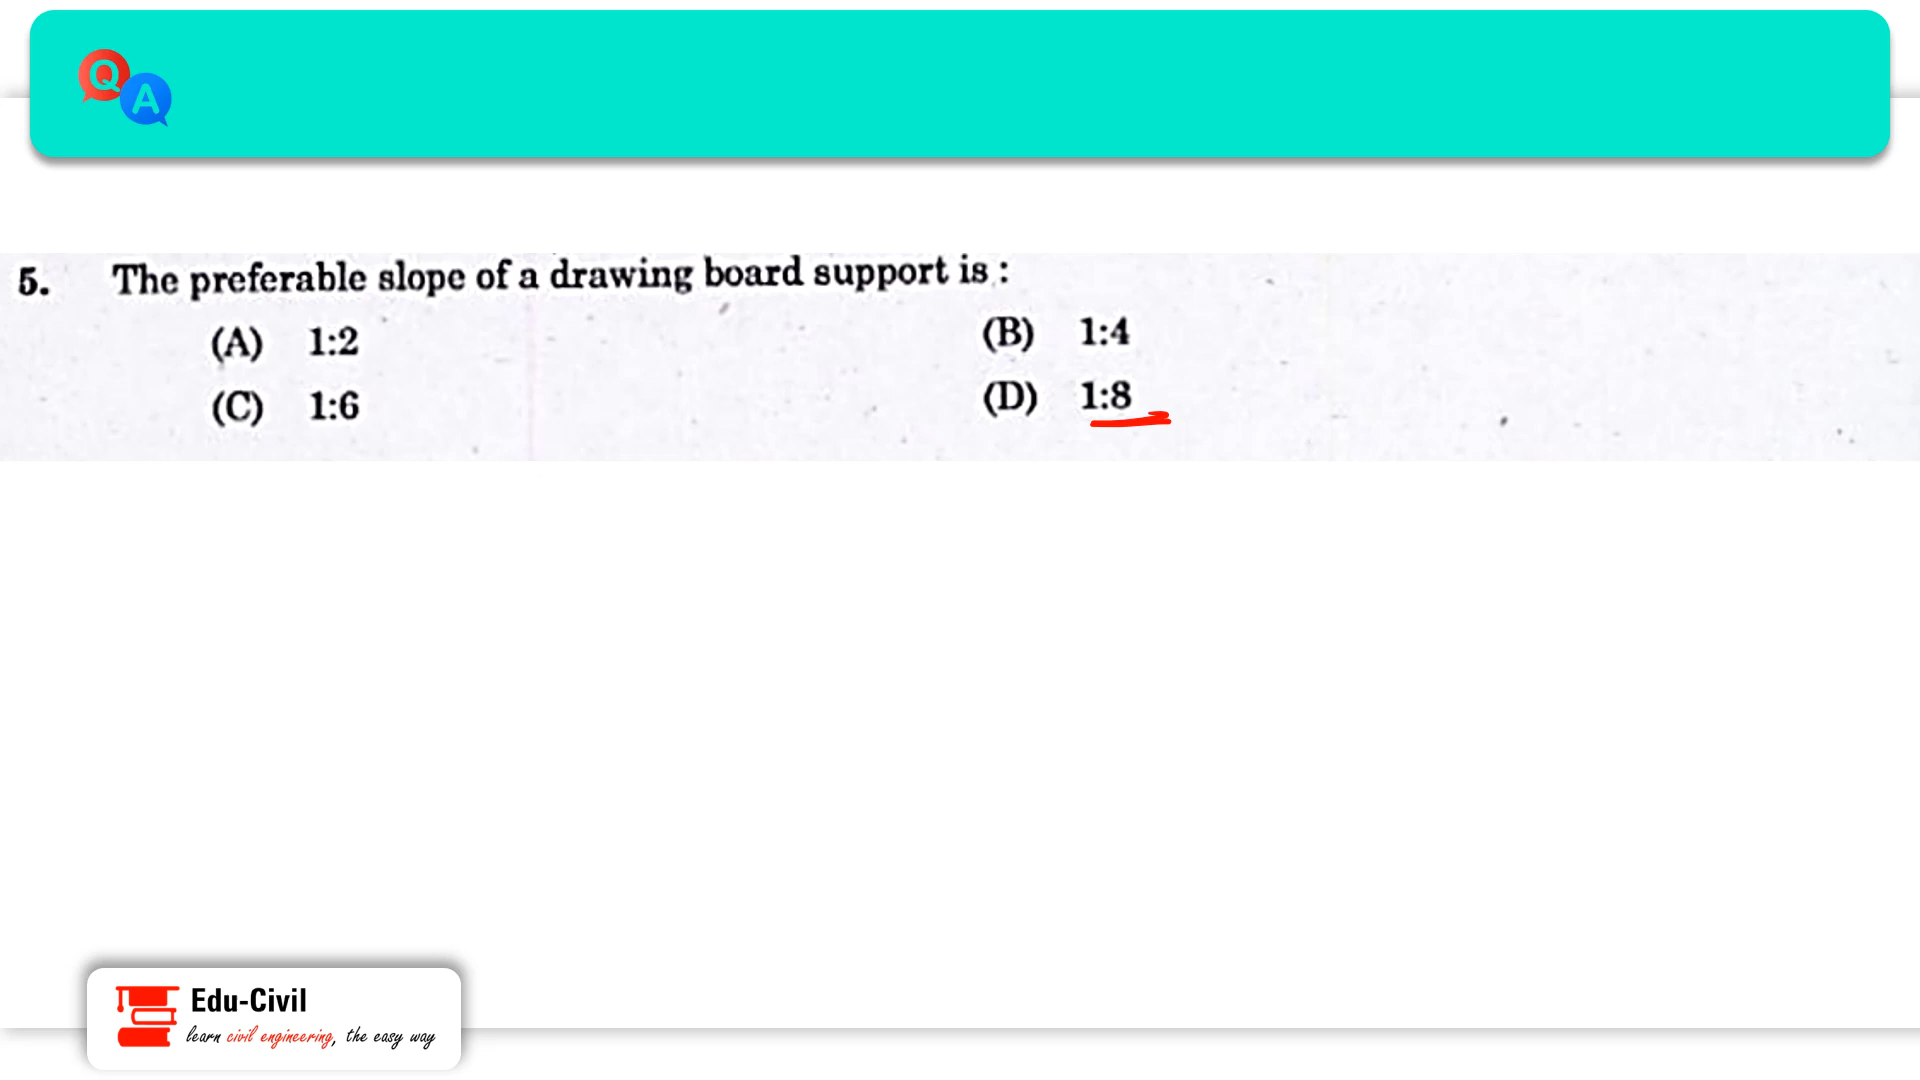 Q
A
5. The preferable slope of a drawing board support is :
(A) 1:2 (B) 1:4
(C) 1:6 (D) 1:8
Edu-Civil
learn civil engineering, the easy way